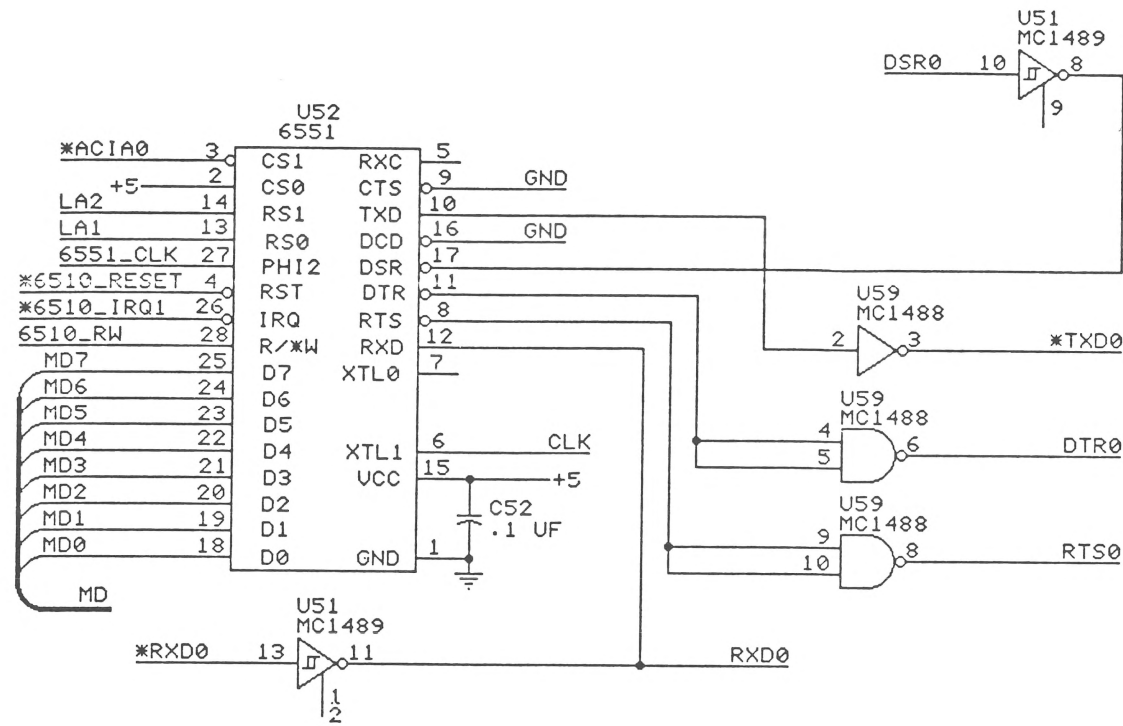 U51
MC1489
DSR0 10 8
9
U52
6551
*ACIA0 3 CS1 RXC 5
+5 2 CS0 CTS 9 GND
LA2 14 RS1 TXD 10
LA1 13 RS0 DCD 16 GND
6551_CLK 27 PHI2 DSR 17
*6510_RESET 4 RST DTR 11
*6510_IRQ1 26 IRQ RTS 8
6510_RW 28 R/*W RXD 12
MD7 25 D7 XTL0 7
MD6 24 D6
MD5 23 D5
MD4 22 D4 XTL1 6 CLK
MD3 21 D3 VCC 15 +5
MD2 20 D2
MD1 19 D1
MD0 18 D0 GND 1
MD
C52
.1 UF
U59
MC1488
2 3 *TXD0
U59
MC1488
4 6 DTR0
5
U59
MC1488
9 8 RTS0
10
U51
MC1489
*RXD0 13 11 RXD0
1
2